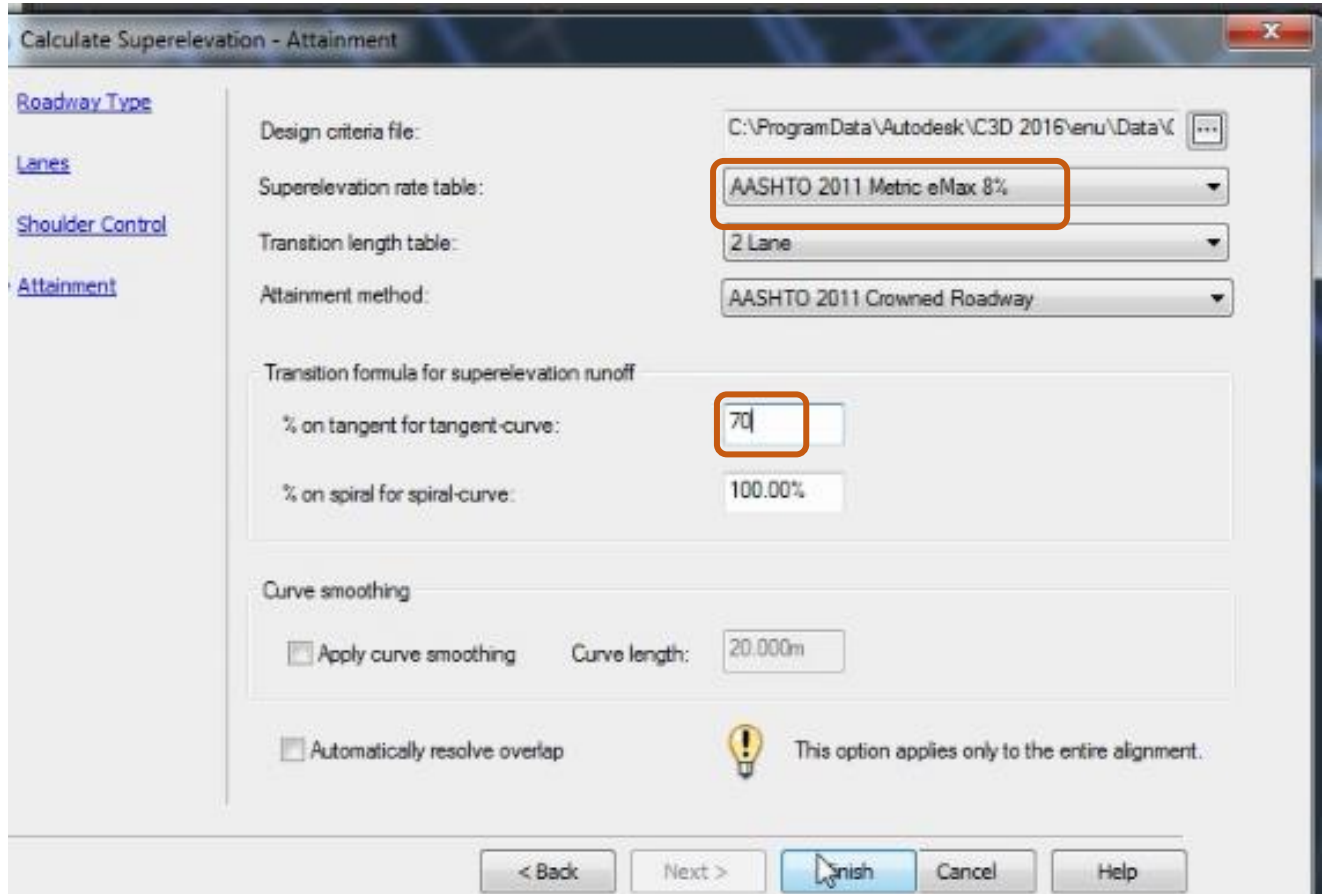 Calculate Superelevation - Attainment
x
Roadway Type
Lanes
Shoulder Control
Attainment
Design criteria file: C:\ProgramData\Autodesk\C3D 2016\enu\Data\ ...
Superelevation rate table: AASHTO 2011 Metric eMax 8%
Transition length table: 2 Lane
Attainment method: AASHTO 2011 Crowned Roadway
Transition formula for superelevation runoff
% on tangent for tangent-curve: 70
% on spiral for spiral-curve: 100.00%
Curve smoothing
Apply curve smoothing Curve length: 20.000m
Automatically resolve overlap This option applies only to the entire alignment.
< Back Next > Cancel Help